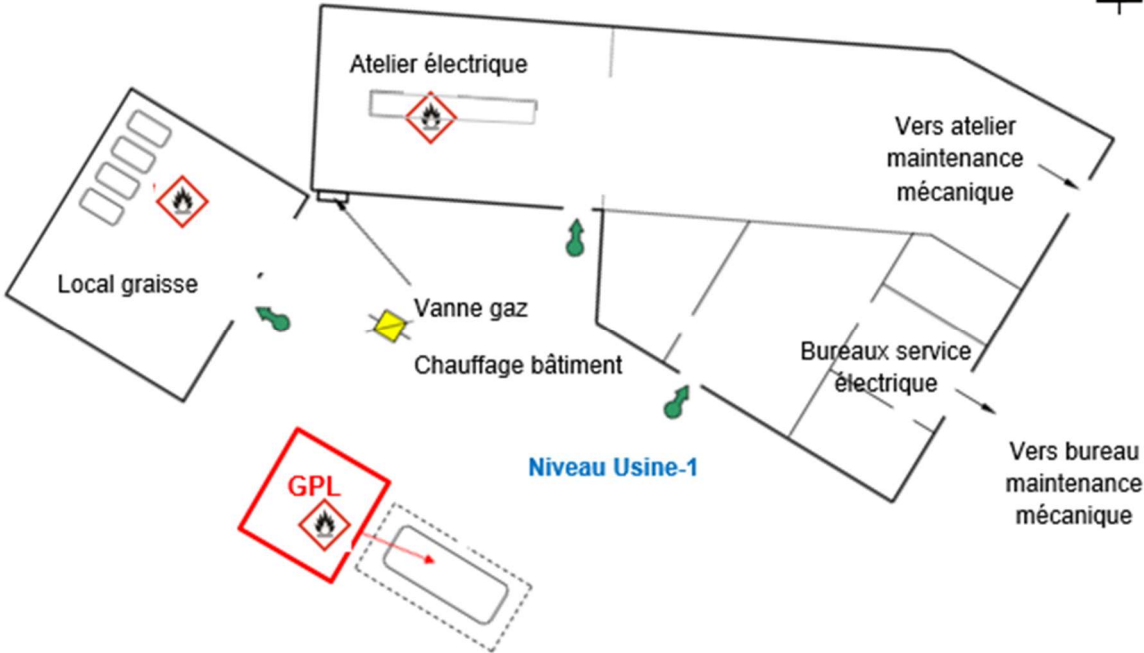 Atelier électrique
Vers atelier
maintenance
mécanique
Local graisse
Vanne gaz
Chauffage bâtiment
Bureaux service
électrique
Niveau Usine-1
Vers bureau
maintenance
mécanique
GPL